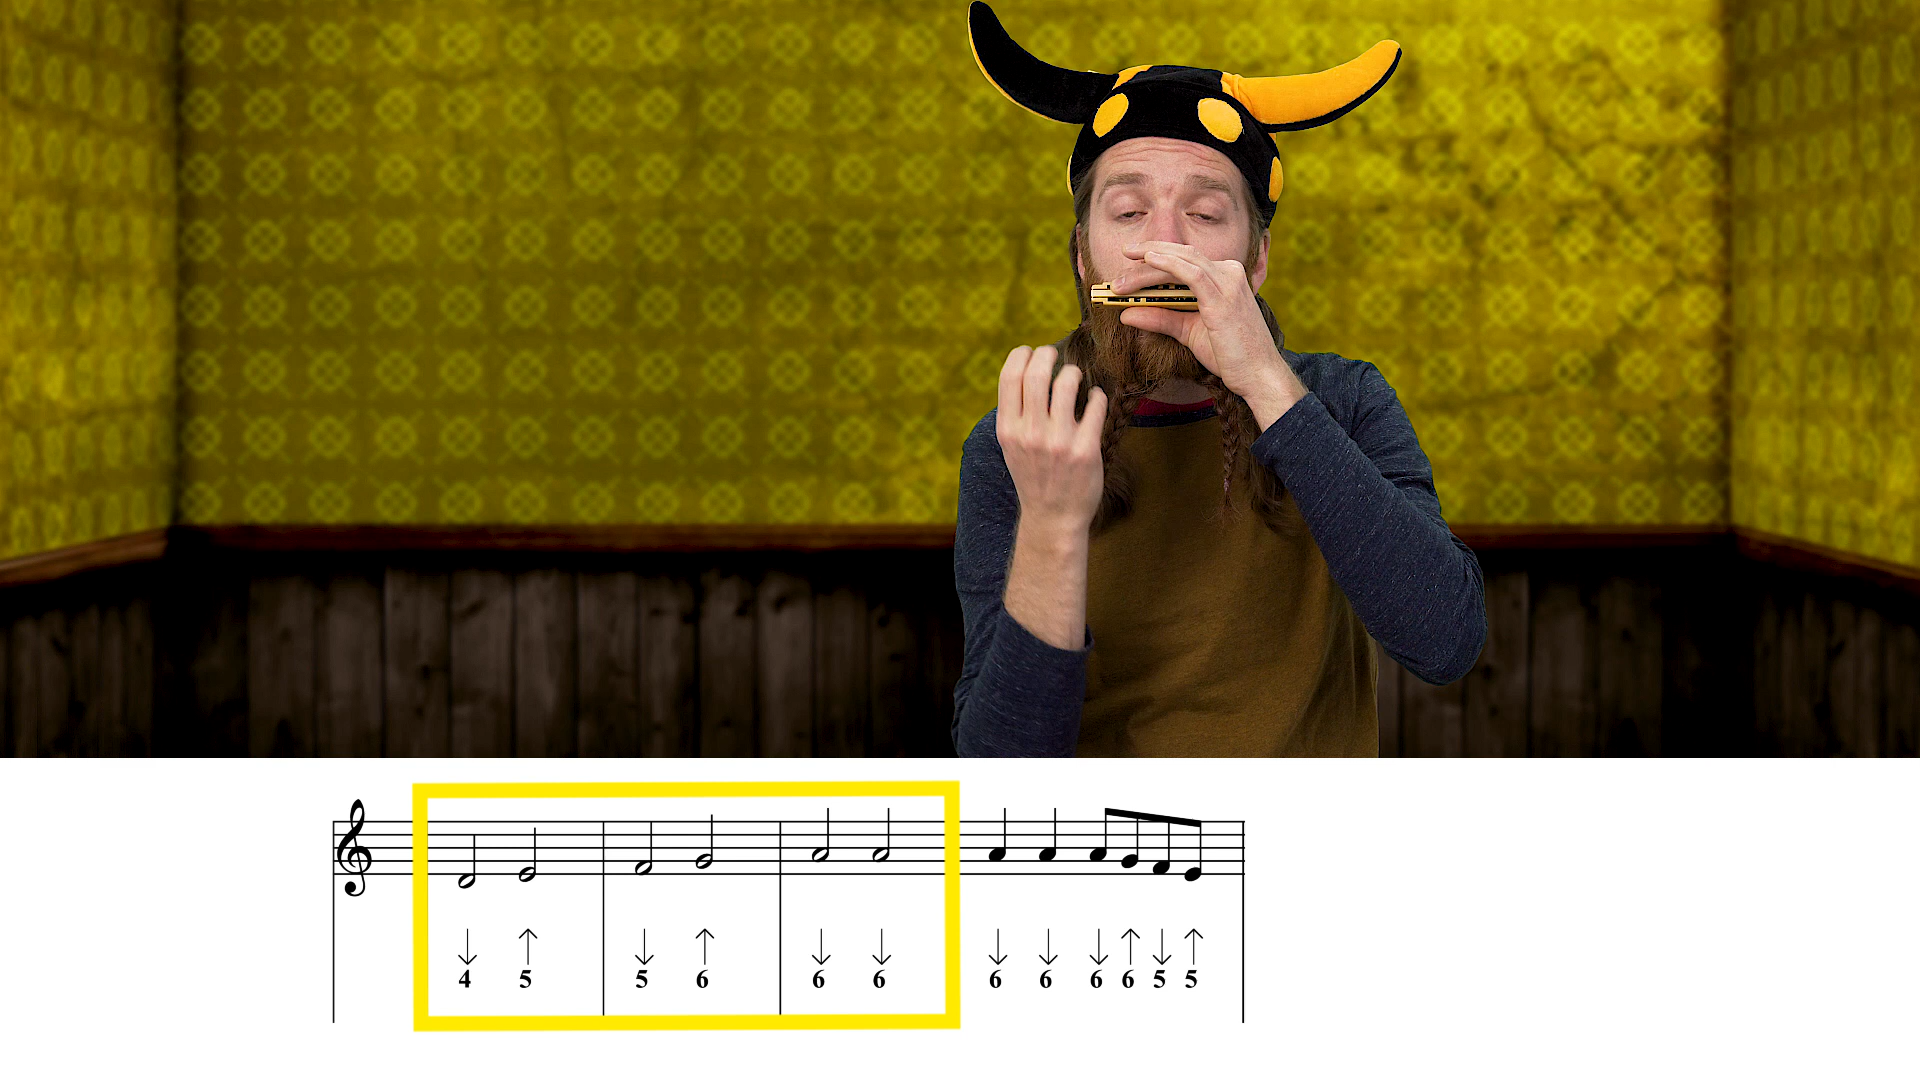 ↓ ↑ ↓ ↑ ↓ ↓ ↓ ↓ ↓ ↑ ↓ ↑
4 5 5 6 6 6 6 6 6 6 5 5